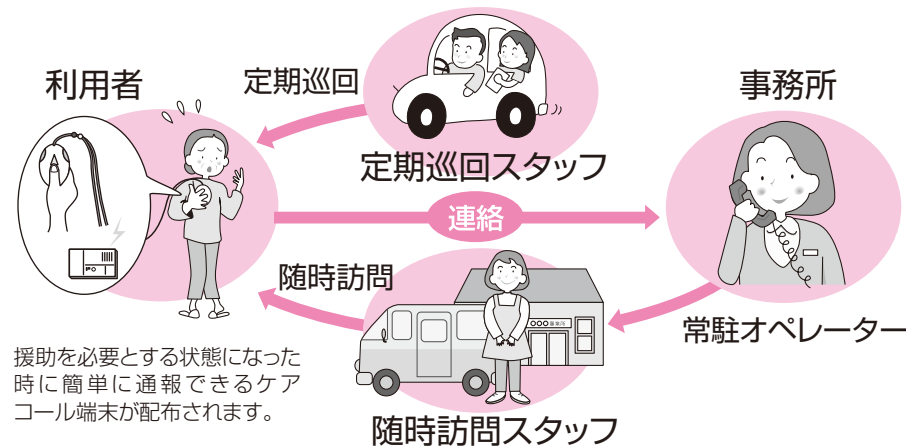 利用者
定期巡回
定期巡回スタッフ
事務所
連絡
随時訪問
○○○事業所
常駐オペレーター
随時訪問スタッフ
援助を必要とする状態になった
時に簡単に通報できるケア
コール端末が配布されます。